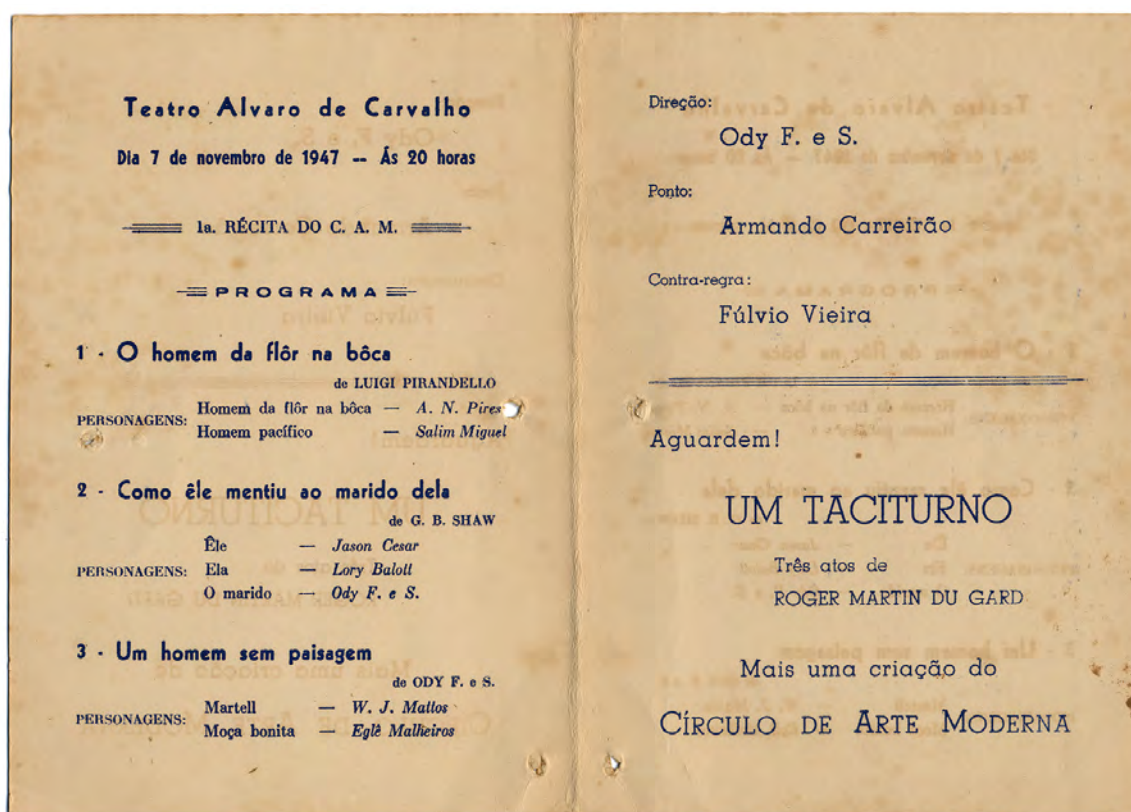 Teatro Alvaro de Carvalho
Dia 7 de novembro de 1947 -- Ás 20 horas
1a. RÉCITA DO C. A. M.
PROGRAMA
1 - O homem da flôr na bôca
de LUIGI PIRANDELLO
PERSONAGENS:
Homem da flôr na bôca — A. N. Pires
Homem pacífico — Salim Miguel
2 - Como êle mentiu ao marido dela
de G. B. SHAW
Êle — Jason Cesar
PERSONAGENS: Ela — Lory Balott
O marido — Ody F. e S.
3 - Um homem sem paisagem
de ODY F. e S.
PERSONAGENS:
Martell — W. J. Mattos
Moça bonita — Eglê Malheiros
Direção:
Ody F. e S.
Ponto:
Armando Carreirão
Contra-regra:
Fúlvio Vieira
Aguardem!
UM TACITURNO
Três atos de
ROGER MARTIN DU GARD
Mais uma criação do
CÍRCULO DE ARTE MODERNA